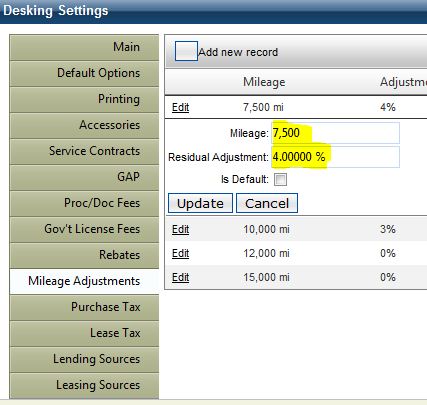 Desking Settings
Main
Default Options
Printing
Accessories
Service Contracts
GAP
Proc/Doc Fees
Gov't License Fees
Rebates
Mileage Adjustments
Purchase Tax
Lease Tax
Lending Sources
Leasing Sources
Add new record
Mileage Adjustm
Edit 7,500 mi 4%
Mileage: 7,500
Residual Adjustment: 4.00000 %
Is Default:
Update Cancel
Edit 10,000 mi 3%
Edit 12,000 mi 0%
Edit 15,000 mi 0%